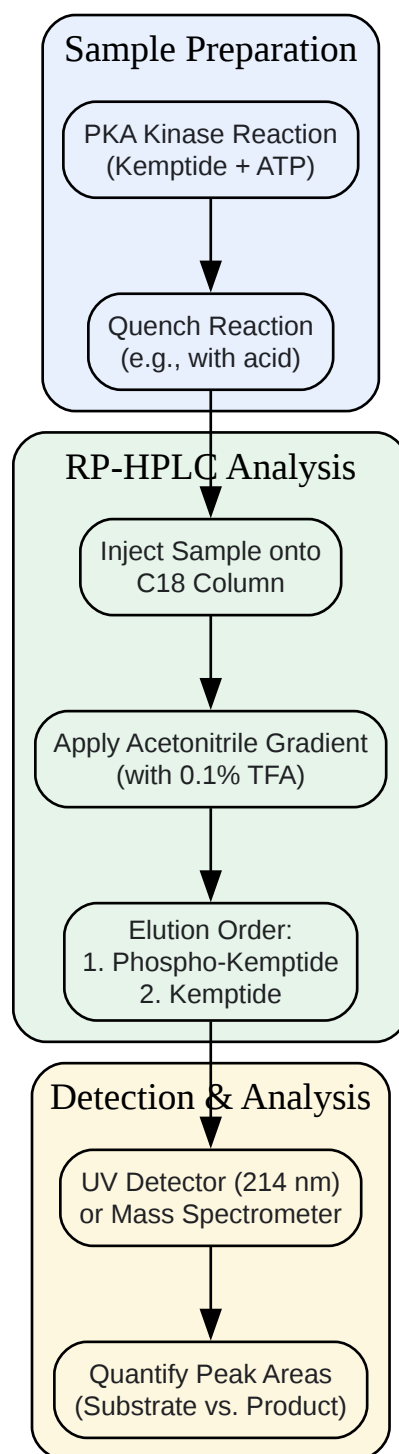 Sample Preparation
PKA Kinase Reaction
(Kemptide + ATP)
Quench Reaction
(e.g., with acid)
RP-HPLC Analysis
Inject Sample onto
C18 Column
Apply Acetonitrile Gradient
(with 0.1% TFA)
Elution Order:
1. Phospho-Kemptide
2. Kemptide
Detection & Analysis
UV Detector (214 nm)
or Mass Spectrometer
Quantify Peak Areas
(Substrate vs. Product)